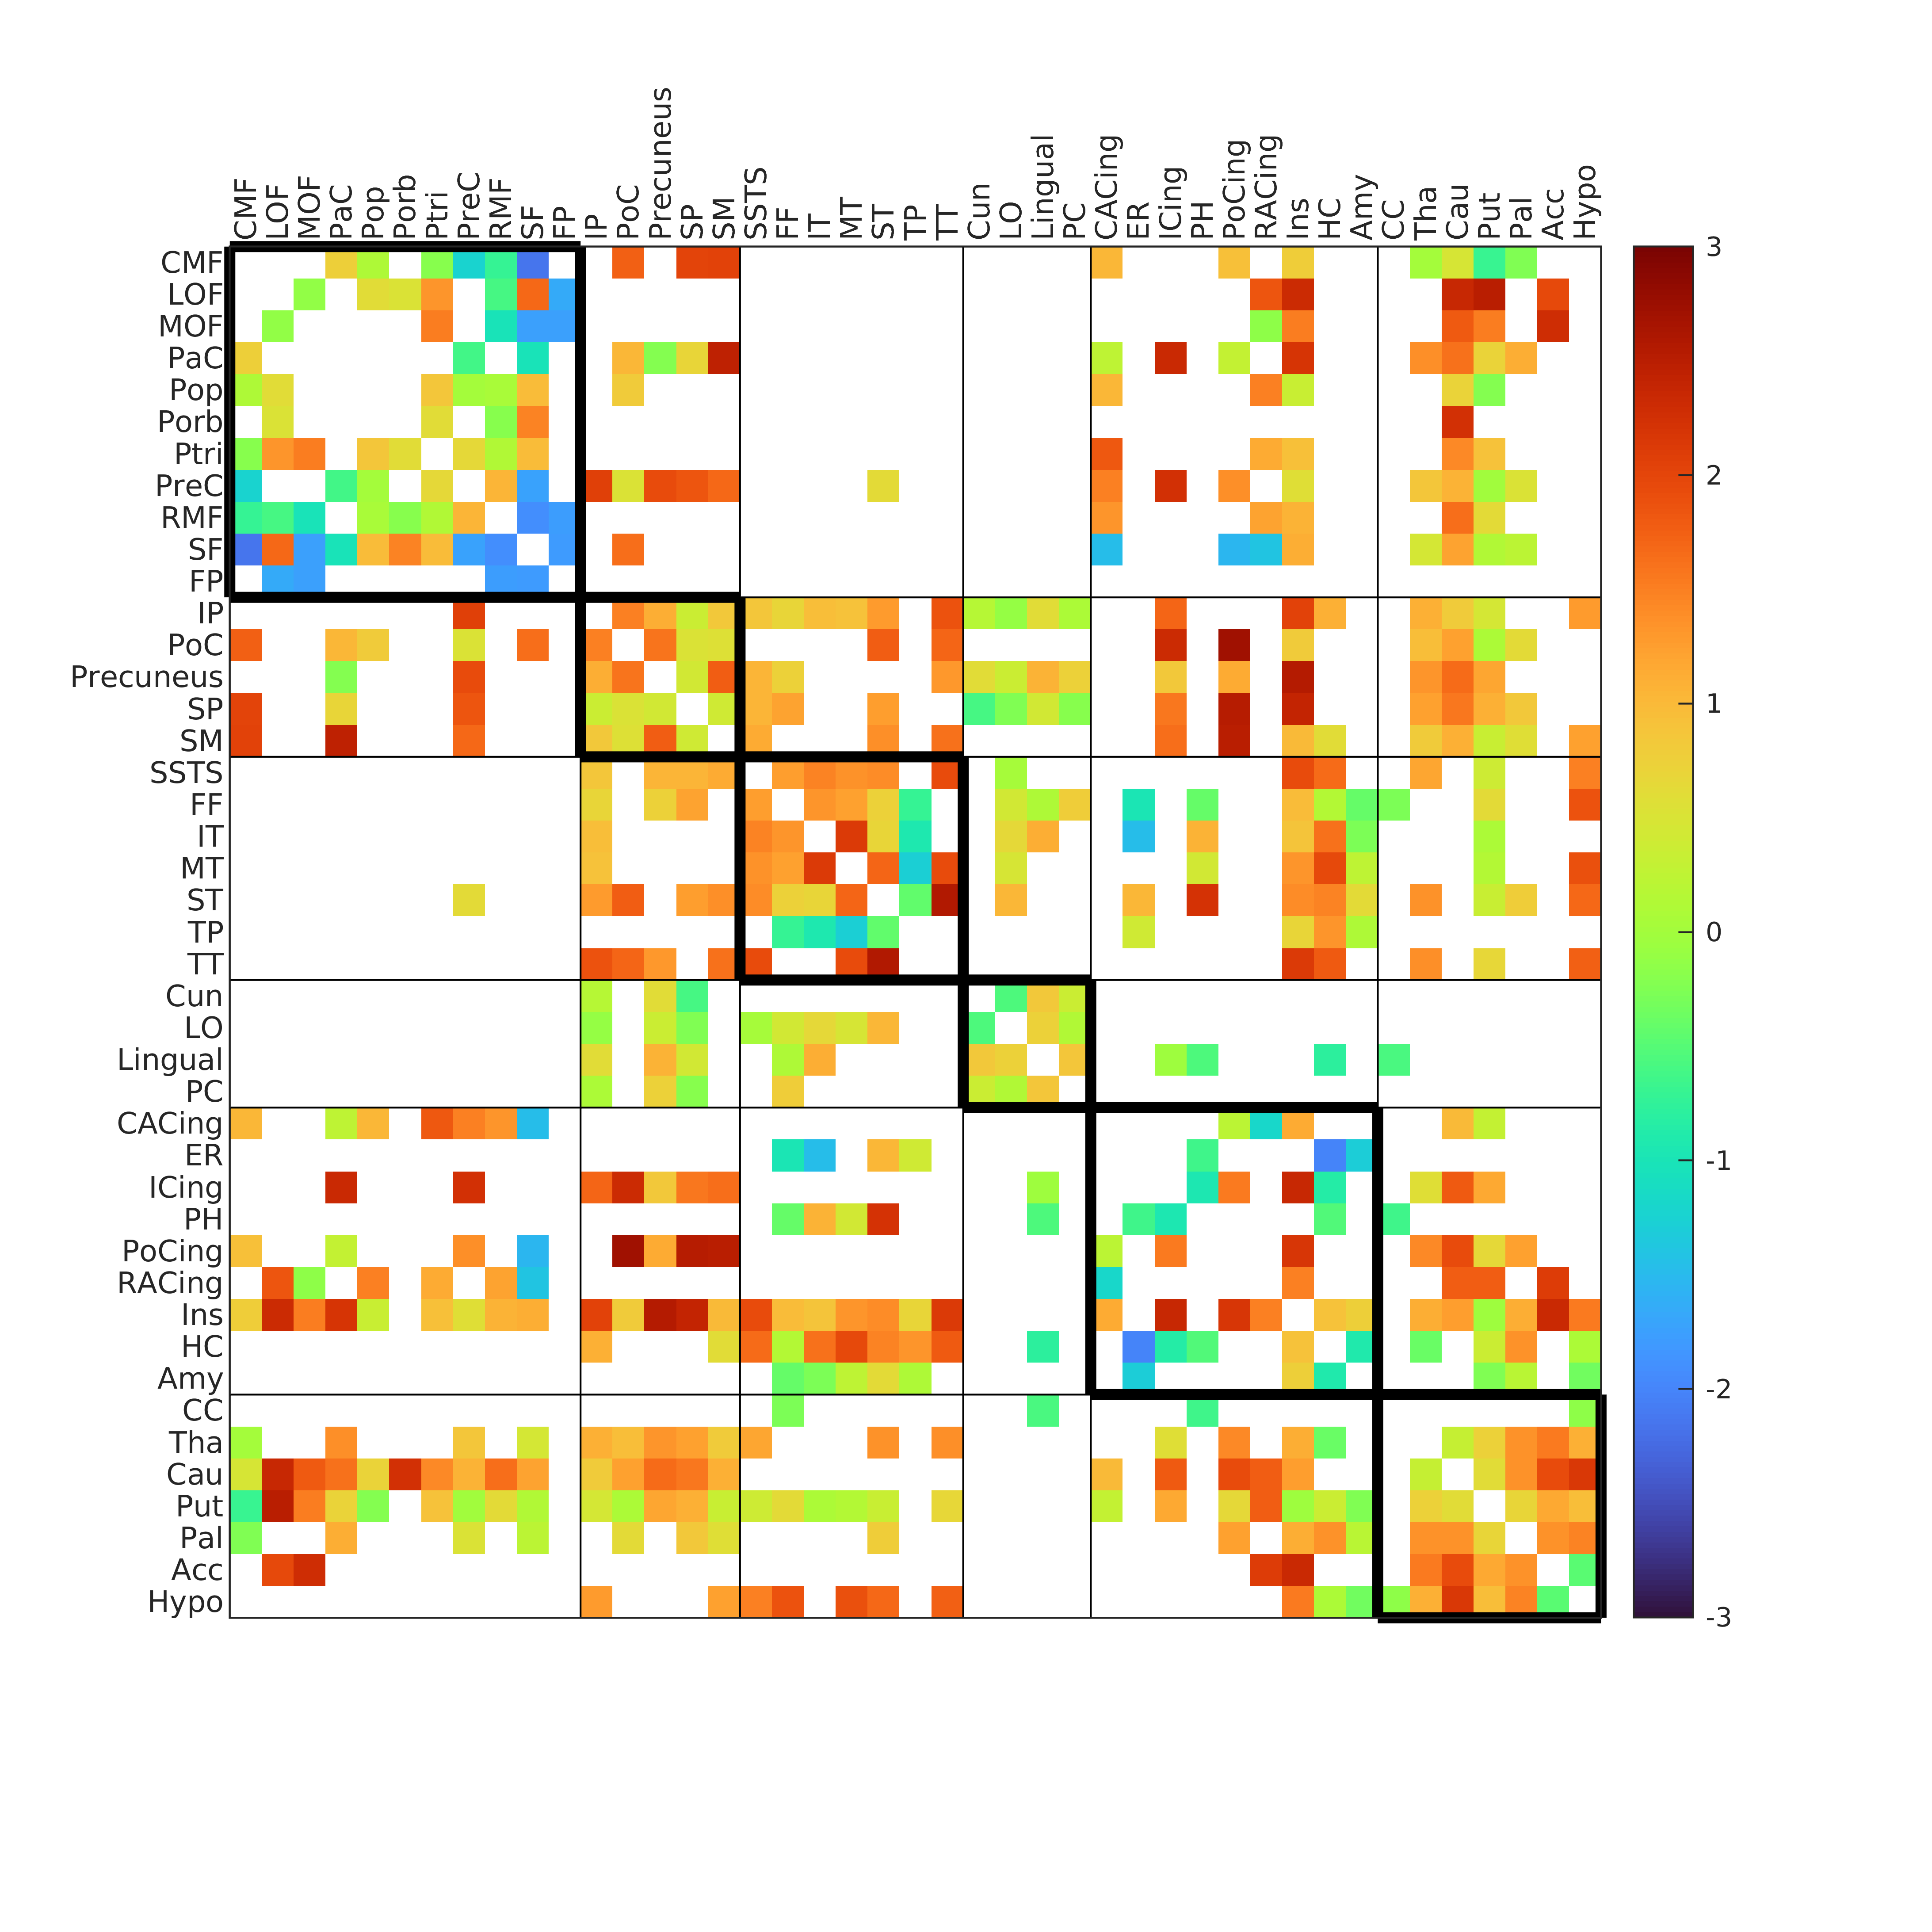 CMF
LOF
MOF
PaC
Pop
Porb
Ptri
PreC
RMF
SF
FP
IP
PoC
Precuneus
SP
SM
SSTS
FF
IT
MT
ST
TP
TT
Cun
LO
Lingual
PC
CACing
ER
ICing
PH
PoCing
RACing
Ins
HC
Amy
CC
Tha
Cau
Put
Pal
Acc
Hypo
CMF
LOF
MOF
PaC
Pop
Porb
Ptri
PreC
RMF
SF
FP
IP
PoC
Precuneus
SP
SM
SSTS
FF
IT
MT
ST
TP
TT
Cun
LO
Lingual
PC
CACing
ER
ICing
PH
PoCing
RACing
Ins
HC
Amy
CC
Tha
Cau
Put
Pal
Acc
Hypo
3
2
1
0
-1
-2
-3